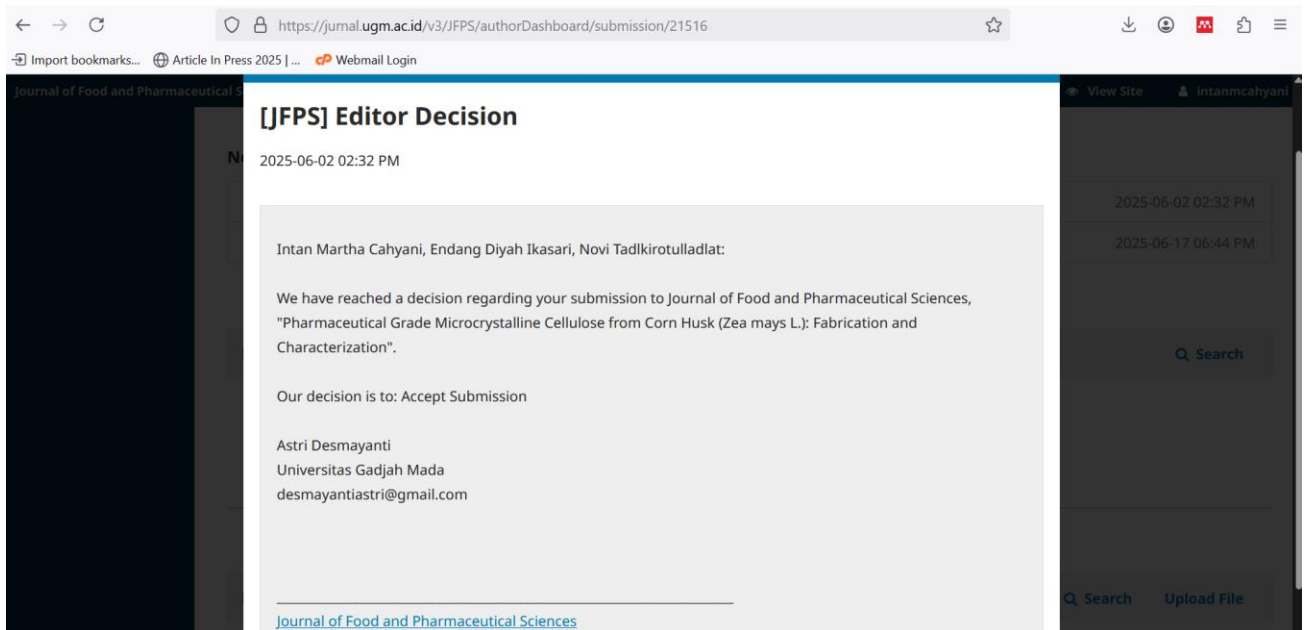 https://jurnal.ugm.ac.id/v3/JFPS/authorDashboard/submission/21516
Import bookmarks... Article In Press 2025 | ... Webmail Login
Journal of Food and Pharmaceutical S
View Site intanmcahyani
[JFPS] Editor Decision
2025-06-02 02:32 PM
2025-06-02 02:32 PM
2025-06-17 06:44 PM
Intan Martha Cahyani, Endang Diyah Ikasari, Novi Tadlkirotulladlat:
We have reached a decision regarding your submission to Journal of Food and Pharmaceutical Sciences,
"Pharmaceutical Grade Microcrystalline Cellulose from Corn Husk (Zea mays L.): Fabrication and
Characterization".
Search
Our decision is to: Accept Submission
Astri Desmayanti
Universitas Gadjah Mada
desmayantiastri@gmail.com
Search Upload File
Journal of Food and Pharmaceutical Sciences